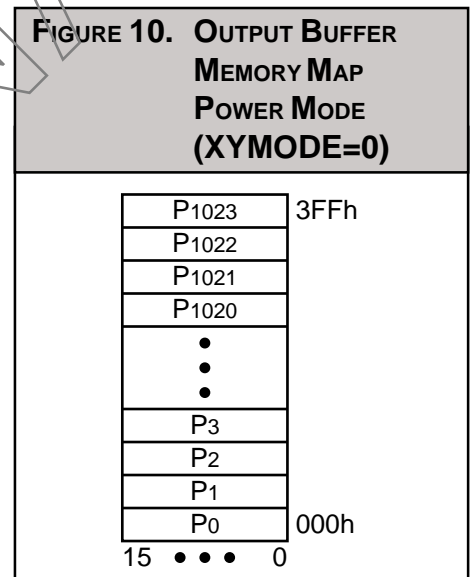 FIGURE 10. OUTPUT BUFFER
MEMORY MAP
POWER MODE
(XYMODE=0)
P1023 3FFh
P1022
P1021
P1020
•
•
•
P3
P2
P1
P0 000h
15 • • • 0